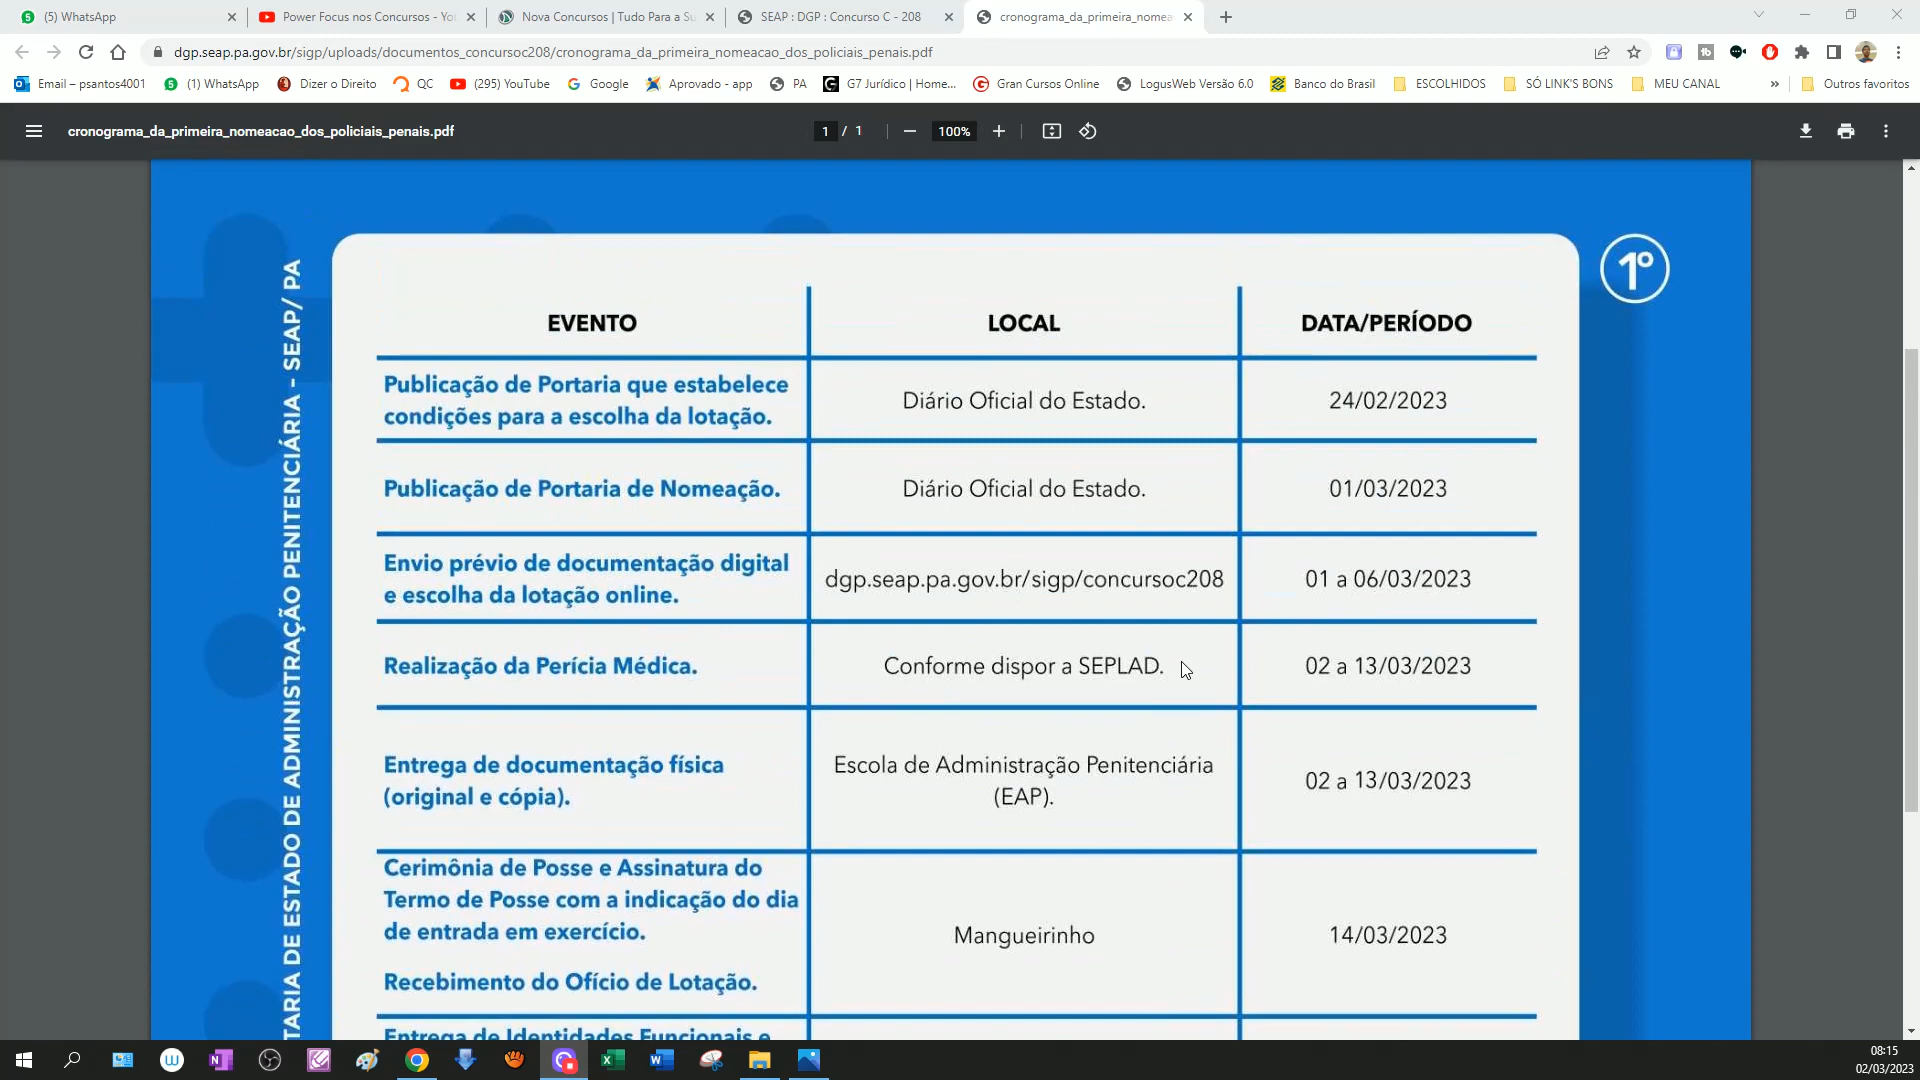 (5) WhatsApp
Power Focus nos Concursos - You
Nova Concursos | Tudo Para a Su
SEAP : DGP : Concurso C - 208
cronograma_da_primeira_nomea
dgp.seap.pa.gov.br/sigp/uploads/documentos_concursoc208/cronograma_da_primeira_nomeacao_dos_policiais_penais.pdf
Email – psantos4001
(1) WhatsApp
Dizer o Direito
QC
(295) YouTube
Google
Aprovado - app
PA
G7 Jurídico | Home...
Gran Cursos Online
LogusWeb Versão 6.0
Banco do Brasil
ESCOLHIDOS
SÓ LINK'S BONS
MEU CANAL
»
Outros favoritos
cronograma_da_primeira_nomeacao_dos_policiais_penais.pdf
1 / 1
100%
TARIA DE ESTADO DE ADMINISTRAÇÃO PENITENCIÁRIA - SEAP/ PA
1º
EVENTO
LOCAL
DATA/PERÍODO
Publicação de Portaria que estabelece
condições para a escolha da lotação.
Diário Oficial do Estado.
24/02/2023
Publicação de Portaria de Nomeação.
Diário Oficial do Estado.
01/03/2023
Envio prévio de documentação digital
e escolha da lotação online.
dgp.seap.pa.gov.br/sigp/concursoc208
01 a 06/03/2023
Realização da Perícia Médica.
Conforme dispor a SEPLAD.
02 a 13/03/2023
Entrega de documentação física
(original e cópia).
Escola de Administração Penitenciária
(EAP).
02 a 13/03/2023
Cerimônia de Posse e Assinatura do
Termo de Posse com a indicação do dia
de entrada em exercício.
Recebimento do Ofício de Lotação.
Mangueirinho
14/03/2023
Entrega de Identidades Funcionais e
08:15
02/03/2023